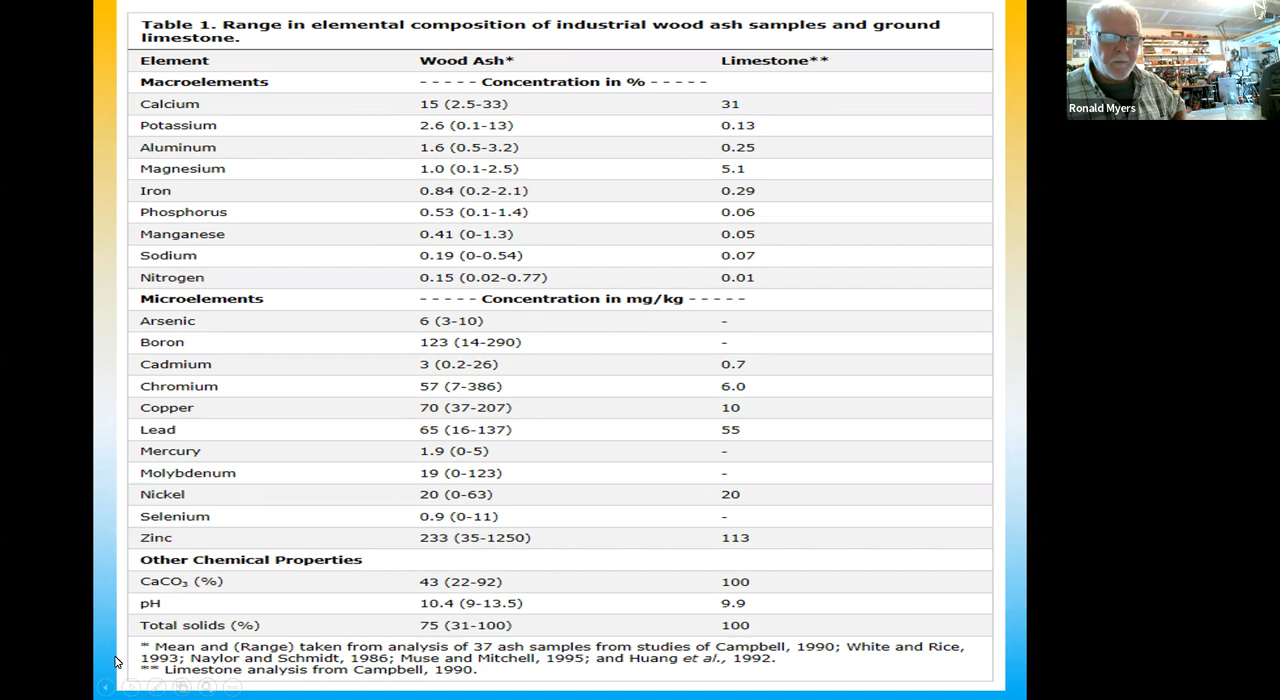 Table 1. Range in elemental composition of industrial wood ash samples and ground
limestone.
Element Wood Ash* Limestone**
Macroelements - - - - - Concentration in % - - - - -
Calcium 15 (2.5-33) 31
Potassium 2.6 (0.1-13) 0.13
Aluminum 1.6 (0.5-3.2) 0.25
Magnesium 1.0 (0.1-2.5) 5.1
Iron 0.84 (0.2-2.1) 0.29
Phosphorus 0.53 (0.1-1.4) 0.06
Manganese 0.41 (0-1.3) 0.05
Sodium 0.19 (0-0.54) 0.07
Nitrogen 0.15 (0.02-0.77) 0.01
Microelements - - - - - Concentration in mg/kg - - - - -
Arsenic 6 (3-10) -
Boron 123 (14-290) -
Cadmium 3 (0.2-26) 0.7
Chromium 57 (7-386) 6.0
Copper 70 (37-207) 10
Lead 65 (16-137) 55
Mercury 1.9 (0-5) -
Molybdenum 19 (0-123) -
Nickel 20 (0-63) 20
Selenium 0.9 (0-11) -
Zinc 233 (35-1250) 113
Other Chemical Properties
CaCO₃ (%) 43 (22-92) 100
pH 10.4 (9-13.5) 9.9
Total solids (%) 75 (31-100) 100
* Mean and (Range) taken from analysis of 37 ash samples from studies of Campbell, 1990; White and Rice,
1993; Naylor and Schmidt, 1986; Muse and Mitchell, 1995; and Huang et al., 1992.
** Limestone analysis from Campbell, 1990.
Ronald Myers